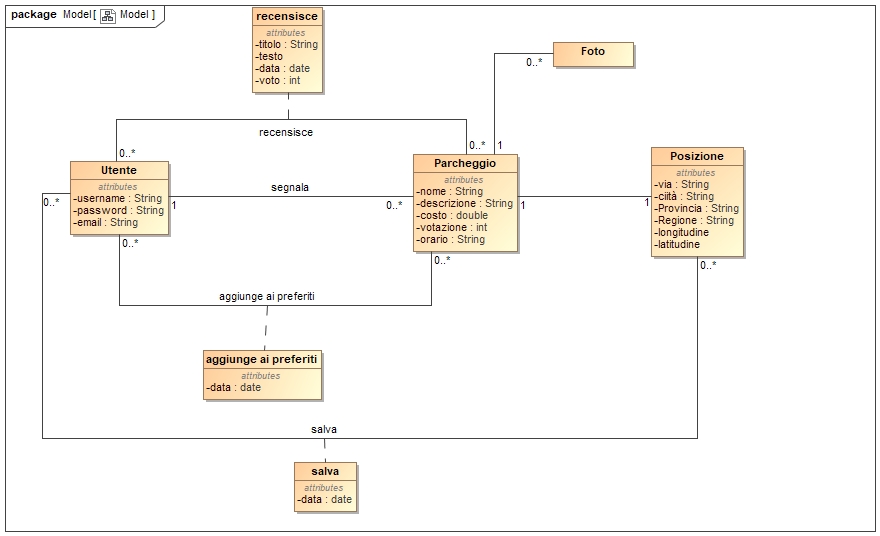 package Model [ Model ]
recensisce
attributes
-titolo : String
-testo
-data : date
-voto : int
Foto
0..*
recensisce
0..*
0..*
1
Utente
attributes
-username : String
-password : String
-email : String
0..*
1
0..*
segnala
0..*
Parcheggio
attributes
-nome : String
-descrizione : String
-costo : double
-votazione : int
-orario : String
1
0..*
1
Posizione
attributes
-via : String
-ciità : String
-Provincia : String
-Regione : String
-longitudine
-latitudine
0..*
aggiunge ai preferiti
aggiunge ai preferiti
attributes
-data : date
salva
salva
attributes
-data : date